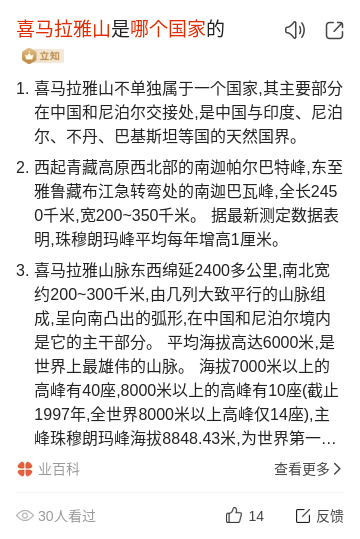 喜马拉雅山是哪个国家的
立知
1. 喜马拉雅山不单独属于一个国家,其主要部分
在中国和尼泊尔交接处,是中国与印度、尼泊
尔、不丹、巴基斯坦等国的天然国界。
2. 西起青藏高原西北部的南迦帕尔巴特峰,东至
雅鲁藏布江急转弯处的南迦巴瓦峰,全长245
0千米,宽200~350千米。 据最新测定数据表
明,珠穆朗玛峰平均每年增高1厘米。
3. 喜马拉雅山脉东西绵延2400多公里,南北宽
约200~300千米,由几列大致平行的山脉组
成,呈向南凸出的弧形,在中国和尼泊尔境内
是它的主干部分。 平均海拔高达6000米,是
世界上最雄伟的山脉。 海拔7000米以上的
高峰有40座,8000米以上的高峰有10座(截止
1997年,全世界8000米以上高峰仅14座),主
峰珠穆朗玛峰海拔8848.43米,为世界第一…
业百科 查看更多
30人看过 14 反馈